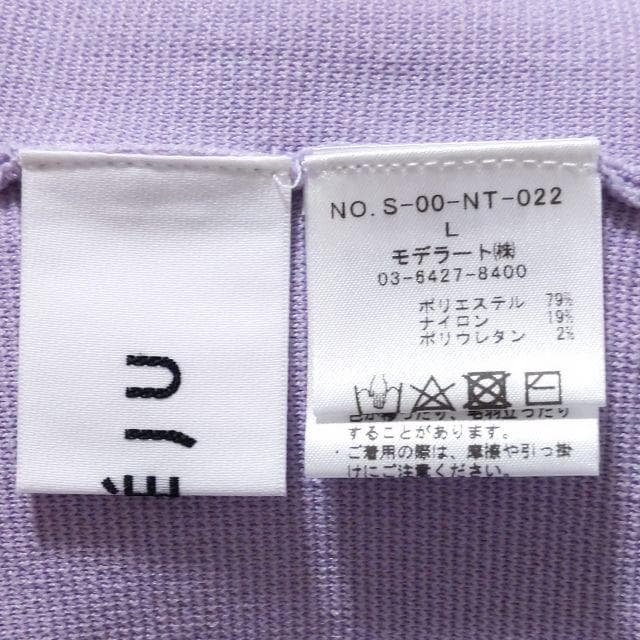 NO. S-00-NT-022
L
モデラート(株)
03-6427-8400
ポリエステル 79%
ナイロン 19%
ポリウレタン 2%
することがあります。
ご着用の際は、摩擦や引っ掛
けにご注意ください。